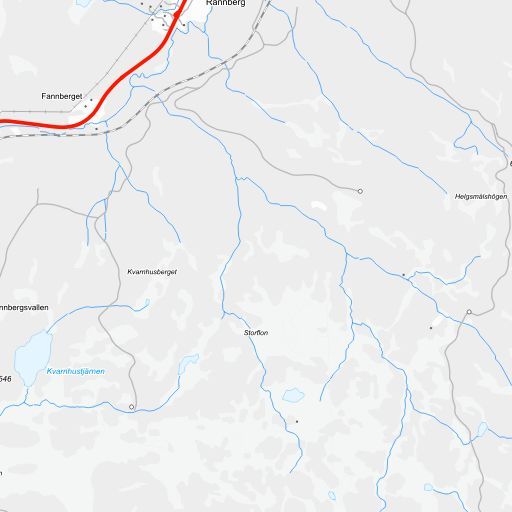 Rannberg
Fannberget
Helgsmälshögen
Kvarnhusberget
nnbergsvallen
Storflon
Kvarnhustjärnen
546